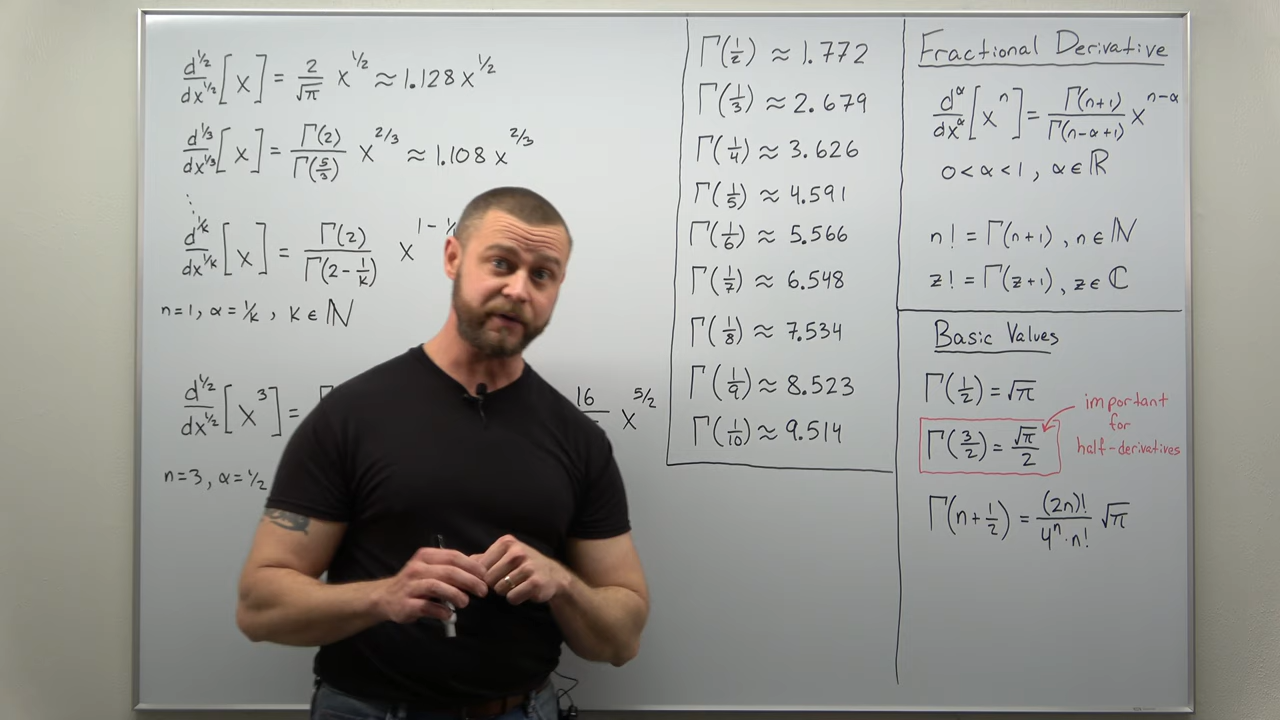 d^{1/2}/dx^{1/2} [x] = 2/√π x^{1/2} ≈ 1.128 x^{1/2}
d^{1/3}/dx^{1/3} [x] = Γ(2)/Γ(5/3) x^{2/3} ≈ 1.108 x^{2/3}
⋱
d^{1/k}/dx^{1/k} [x] = Γ(2)/Γ(2-1/k) x^{1-1/
n=1, α=1/k, k∈ℕ
d^{1/2}/dx^{1/2} [x^3] = Γ 16 x^{5/2}
n=3, α=1/2
Γ(1/2) ≈ 1.772
Γ(1/3) ≈ 2.679
Γ(1/4) ≈ 3.626
Γ(1/5) ≈ 4.591
Γ(1/6) ≈ 5.566
Γ(1/7) ≈ 6.548
Γ(1/8) ≈ 7.534
Γ(1/9) ≈ 8.523
Γ(1/10) ≈ 9.514
Fractional Derivative
d^α/dx^α [x^n] = Γ(n+1)/Γ(n-α+1) x^{n-α}
0<α<1, α∈ℝ
n! = Γ(n+1), n∈ℕ
z! = Γ(z+1), z∈ℂ
Basic Values
Γ(1/2) = √π
Γ(3/2) = √π/2
important
for
half-derivatives
Γ(n+1/2) = (2n)!/(4^n·n!) √π